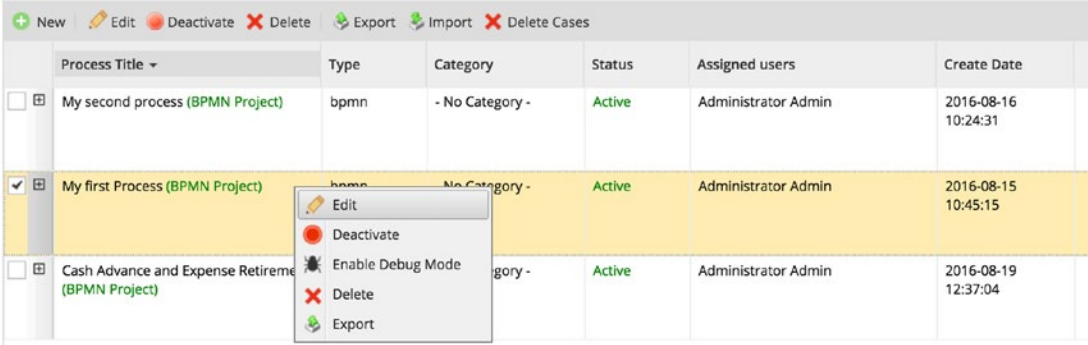 New Edit Deactivate Delete Export Import Delete Cases
Process Title Type Category Status Assigned users Create Date
My second process (BPMN Project) bpmn - No Category - Active Administrator Admin 2016-08-16
10:24:31
My first Process (BPMN Project) bpmn - No Category - Active Administrator Admin 2016-08-15
10:45:15
Edit
Deactivate
Enable Debug Mode
Delete
Export
Cash Advance and Expense Active Administrator Admin 2016-08-19
(BPMN Project) 12:37:04